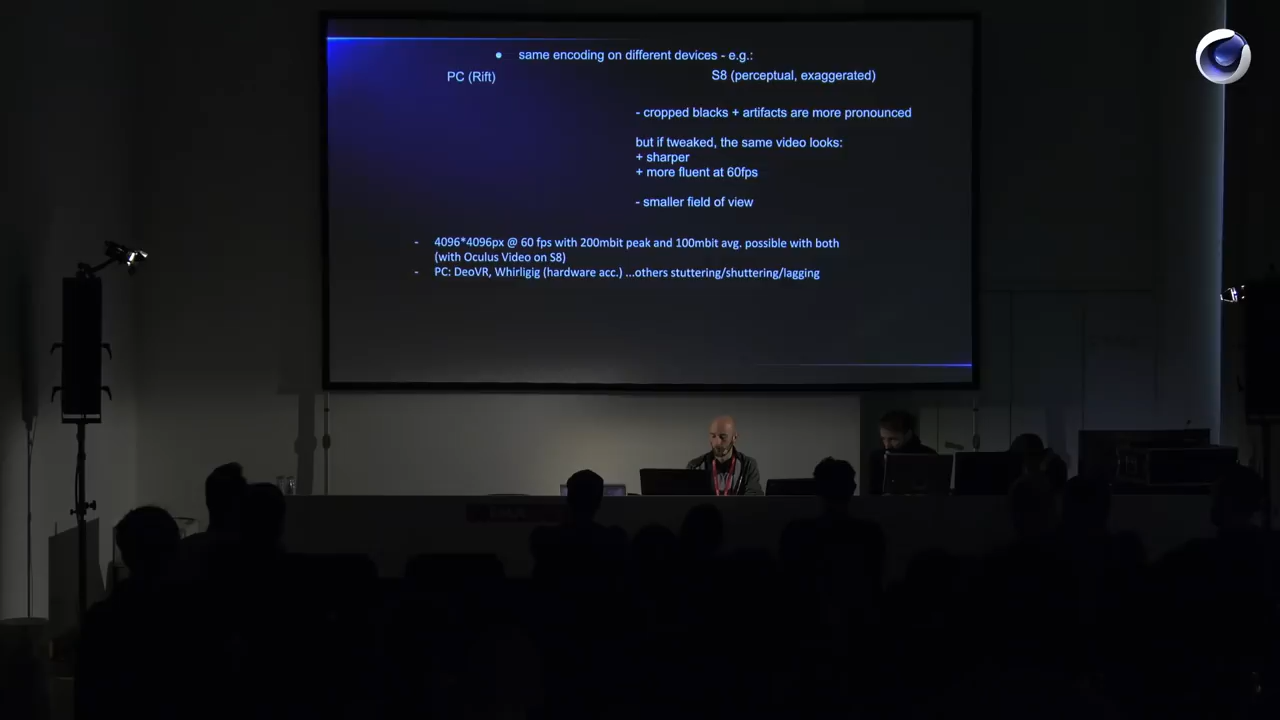 ● same encoding on different devices - e.g.:
PC (Rift)
S8 (perceptual, exaggerated)
- cropped blacks + artifacts are more pronounced
but if tweaked, the same video looks:
+ sharper
+ more fluent at 60fps
- smaller field of view
- 4096*4096px @ 60 fps with 200mbit peak and 100mbit avg. possible with both
(with Oculus Video on S8)
- PC: DeoVR, Whirligig (hardware acc.) ...others stuttering/shuttering/lagging